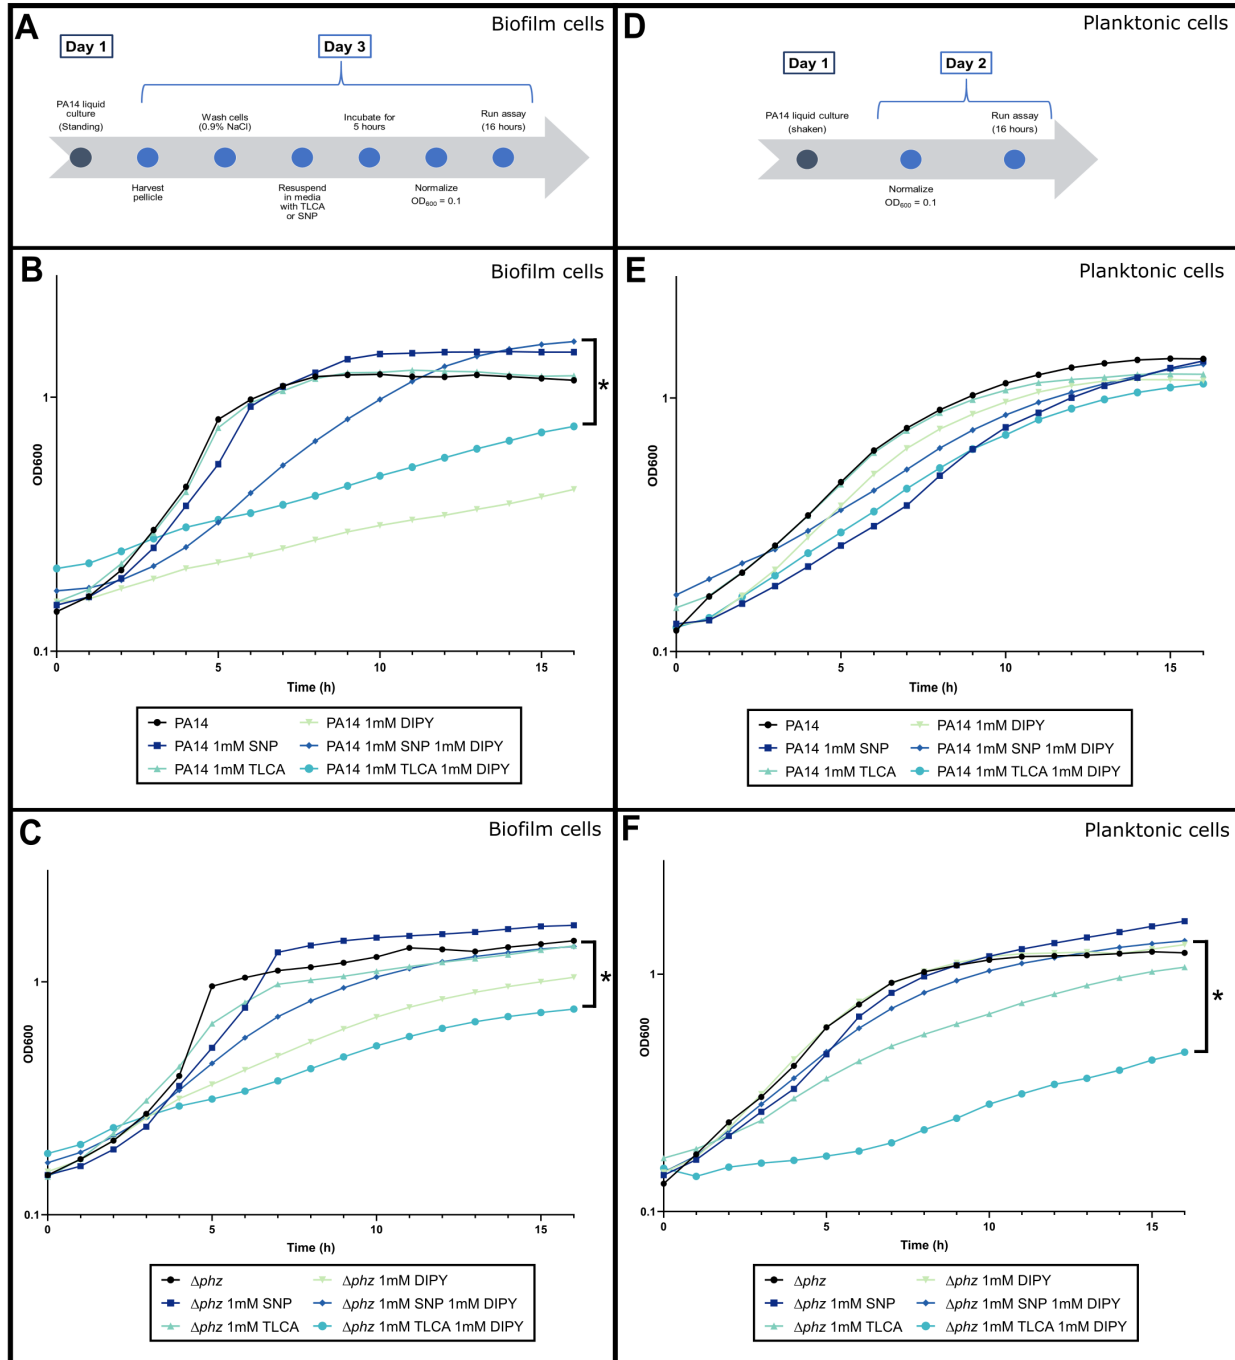 A
Biofilm cells
Day 1
Day 3
PA14 liquid
culture
(Standing)
Wash cells
(0.9% NaCl)
Incubate for
5 hours
Run assay
(16 hours)
Harvest
pellicle
Resuspend
in media
with TLCA
or SNP
Normalize
OD600 = 0.1
D
Planktonic cells
Day 1
Day 2
PA14 liquid culture
(shaken)
Run assay
(16 hours)
Normalize
OD600 = 0.1
B
Biofilm cells
OD600
1
0.1
*
0 5 10 15
Time (h)
PA14
PA14 1mM DIPY
PA14 1mM SNP
PA14 1mM SNP 1mM DIPY
PA14 1mM TLCA
PA14 1mM TLCA 1mM DIPY
E
Planktonic cells
OD600
1
0.1
0 5 10 15
Time (h)
PA14
PA14 1mM DIPY
PA14 1mM SNP
PA14 1mM SNP 1mM DIPY
PA14 1mM TLCA
PA14 1mM TLCA 1mM DIPY
C
Biofilm cells
OD600
1
0.1
*
0 5 10 15
Time (h)
Δphz
Δphz 1mM DIPY
Δphz 1mM SNP
Δphz 1mM SNP 1mM DIPY
Δphz 1mM TLCA
Δphz 1mM TLCA 1mM DIPY
F
Planktonic cells
OD600
1
0.1
*
0 5 10 15
Time (h)
Δphz
Δphz 1mM DIPY
Δphz 1mM SNP
Δphz 1mM SNP 1mM DIPY
Δphz 1mM TLCA
Δphz 1mM TLCA 1mM DIPY